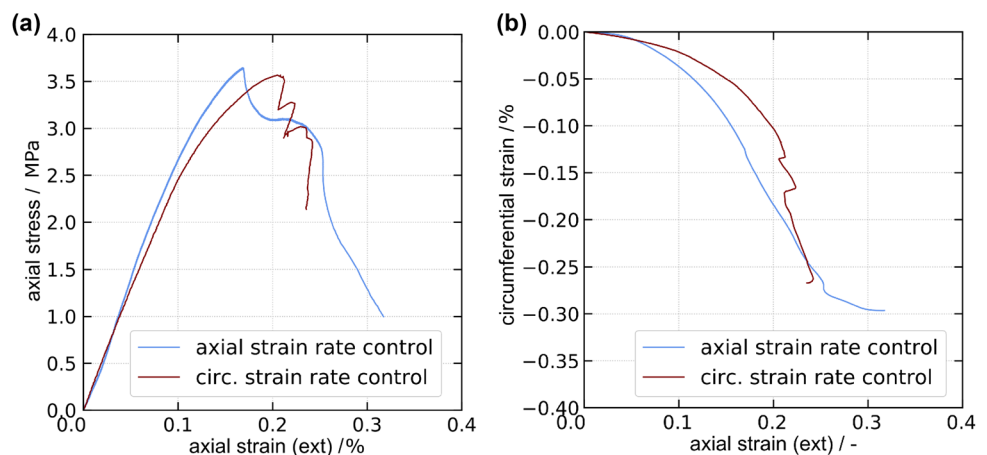 (a)
4.0
3.5
3.0
2.5
2.0
1.5
1.0
0.5
0.0
axial stress / MPa
0.0 0.1 0.2 0.3 0.4
axial strain (ext) /%
axial strain rate control
circ. strain rate control
(b)
−0.00
−0.05
−0.10
−0.15
−0.20
−0.25
−0.30
−0.35
−0.40
circumferential strain /%
0.0 0.1 0.2 0.3 0.4
axial strain (ext) / -
axial strain rate control
circ. strain rate control